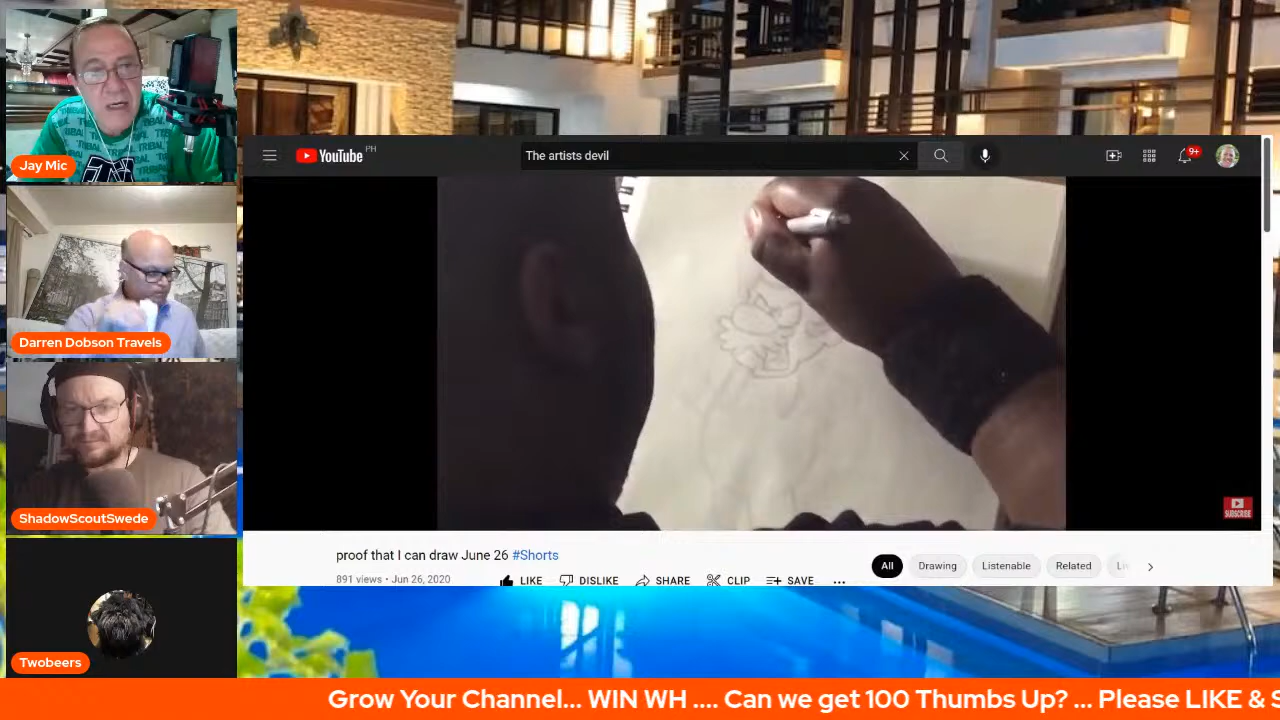 TRIBAL
Jay Mic
Darren Dobson Travels
ShadowScoutSwede
Twobeers
YouTube PH
The artists devil
9+
SUBSCRIBE
proof that I can draw June 26 #Shorts
891 views • Jun 26, 2020
LIKE DISLIKE SHARE CLIP SAVE ...
All Drawing Listenable Related
Grow Your Channel... WIN WH .... Can we get 100 Thumbs Up? ... Please LIKE & S